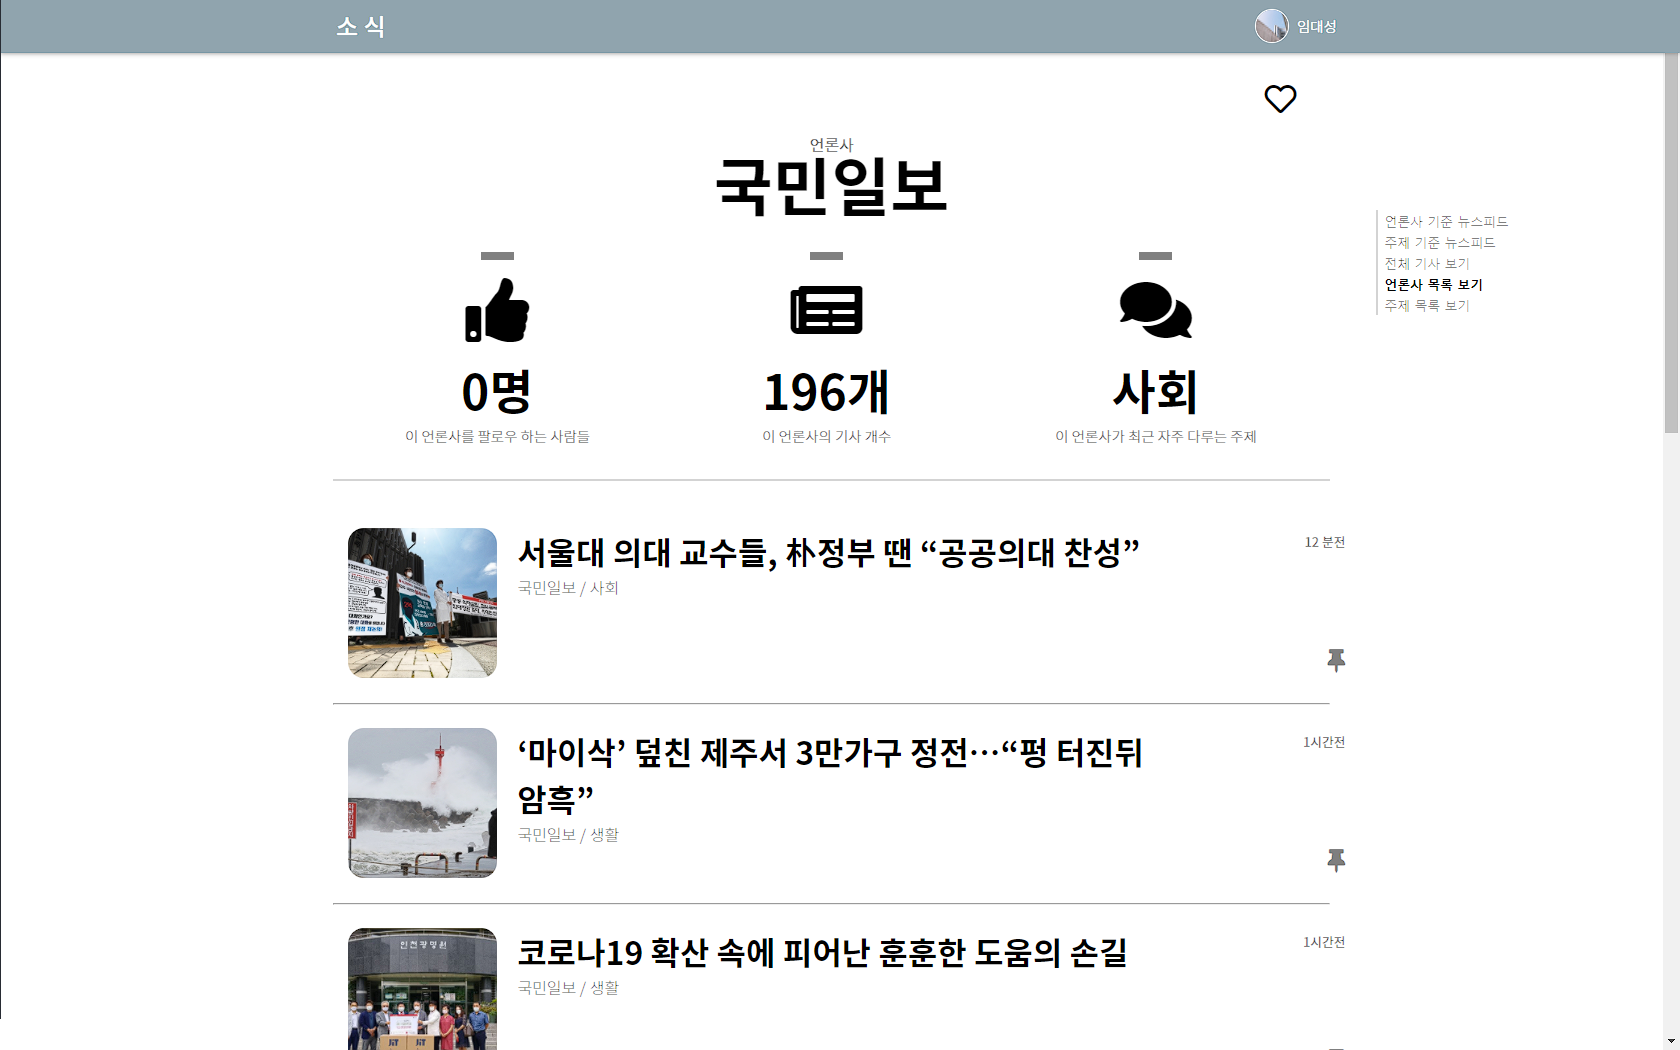 소 식
임대성
언론사
국민일보
언론사 기준 뉴스피드
주제 기준 뉴스피드
전체 기사 보기
언론사 목록 보기
주제 목록 보기
0명
이 언론사를 팔로우 하는 사람들
196개
이 언론사의 기사 개수
사회
이 언론사가 최근 자주 다루는 주제
서울대 의대 교수들, 朴정부 땐 “공공의대 찬성”
12 분전
국민일보 / 사회
‘마이삭’ 덮친 제주서 3만가구 정전…“펑 터진뒤
암흑”
1시간전
국민일보 / 생활
코로나19 확산 속에 피어난 훈훈한 도움의 손길
1시간전
국민일보 / 생활
인천광명원